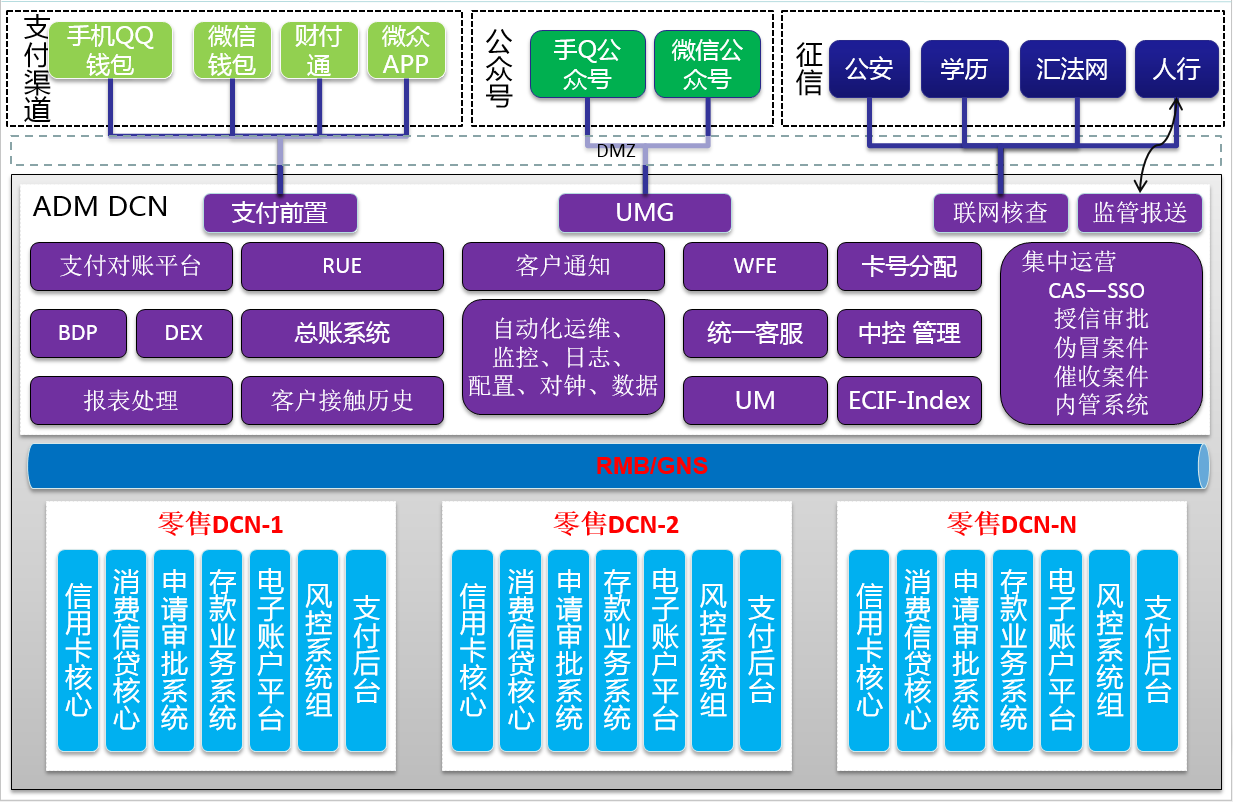 支付渠道
手机QQ
钱包
微信
钱包
财付
通
微众
APP
公众号
手Q公
众号
微信公
众号
征信
公安
学历
汇法网
人行
DMZ
ADM DCN
支付前置
UMG
联网核查
监管报送
支付对账平台
RUE
客户通知
WFE
卡号分配
集中运营
CAS—SSO
授信审批
伪冒案件
催收案件
内管系统
BDP
DEX
总账系统
自动化运维、
监控、日志、
配置、对钟、数据
统一客服
中控 管理
报表处理
客户接触历史
UM
ECIF-Index
RMB/GNS
零售DCN-1
信用卡核心
消费信贷核心
申请审批系统
存款业务系统
电子账户平台
风控系统组
支付后台
零售DCN-2
信用卡核心
消费信贷核心
申请审批系统
存款业务系统
电子账户平台
风控系统组
支付后台
零售DCN-N
信用卡核心
消费信贷核心
申请审批系统
存款业务系统
电子账户平台
风控系统组
支付后台